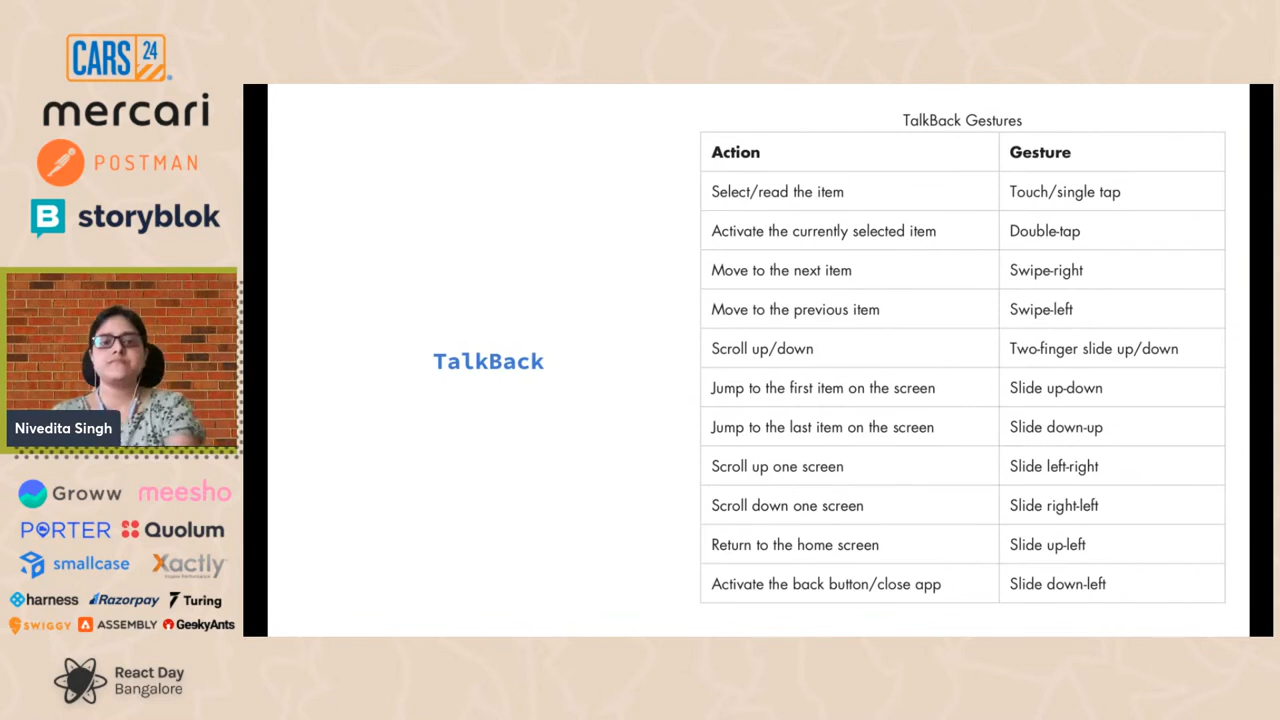 CARS 24
mercari
POSTMAN
storyblok
Nivedita Singh
Groww
meesho
PORTER
Quolum
smallcase
Xactly
harness
Razorpay
Turing
SWIGGY
ASSEMBLY
GeekyAnts
React Day
Bangalore
TalkBack
TalkBack Gestures
Action Gesture
Select/read the item Touch/single tap
Activate the currently selected item Double-tap
Move to the next item Swipe-right
Move to the previous item Swipe-left
Scroll up/down Two-finger slide up/down
Jump to the first item on the screen Slide up-down
Jump to the last item on the screen Slide down-up
Scroll up one screen Slide left-right
Scroll down one screen Slide right-left
Return to the home screen Slide up-left
Activate the back button/close app Slide down-left